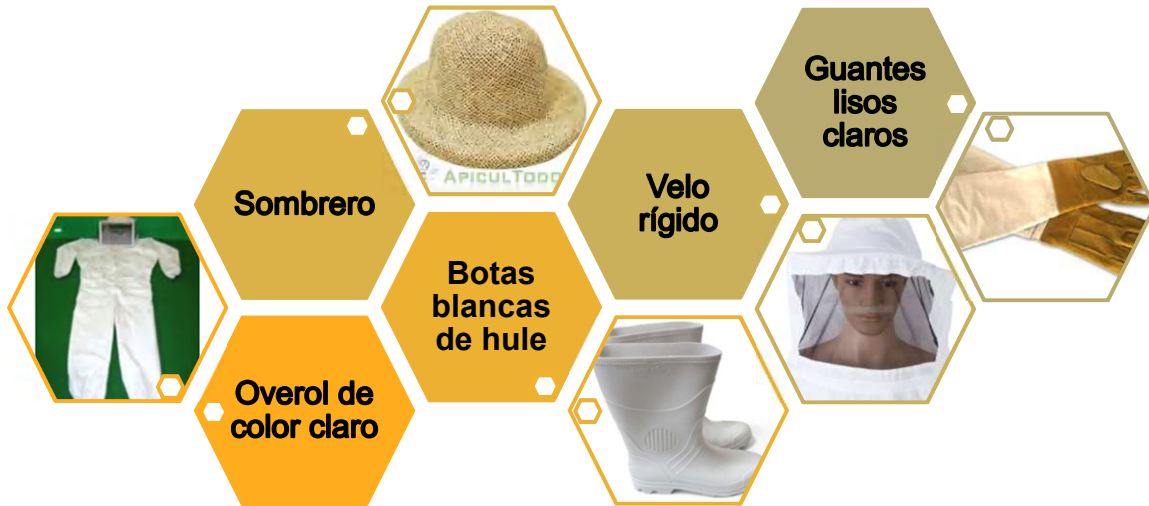 Guantes
lisos
claros
APICULTODO
Sombrero
Velo
rígido
Botas
blancas
de hule
Overol de
color claro